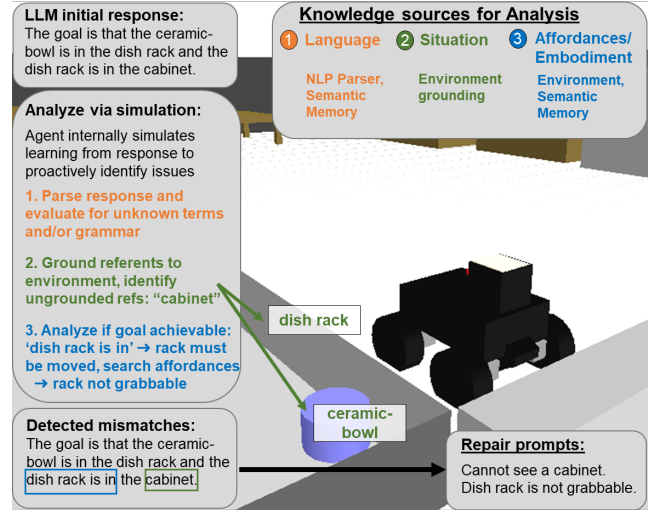 LLM initial response:
The goal is that the ceramic-
bowl is in the dish rack and the
dish rack is in the cabinet.
Knowledge sources for Analysis
1 Language
2 Situation
3 Affordances/
Embodiment
NLP Parser,
Semantic
Memory
Environment
grounding
Environment,
Semantic
Memory
Analyze via simulation:
Agent internally simulates
learning from response to
proactively identify issues
1. Parse response and
evaluate for unknown terms
and/or grammar
2. Ground referents to
environment, identify
ungrounded refs: “cabinet”
3. Analyze if goal achievable:
‘dish rack is in’ → rack must
be moved, search affordances
→ rack not grabbable
dish rack
ceramic-
bowl
Detected mismatches:
The goal is that the ceramic-
bowl is in the dish rack and the
dish rack is in the cabinet.
Repair prompts:
Cannot see a cabinet.
Dish rack is not grabbable.